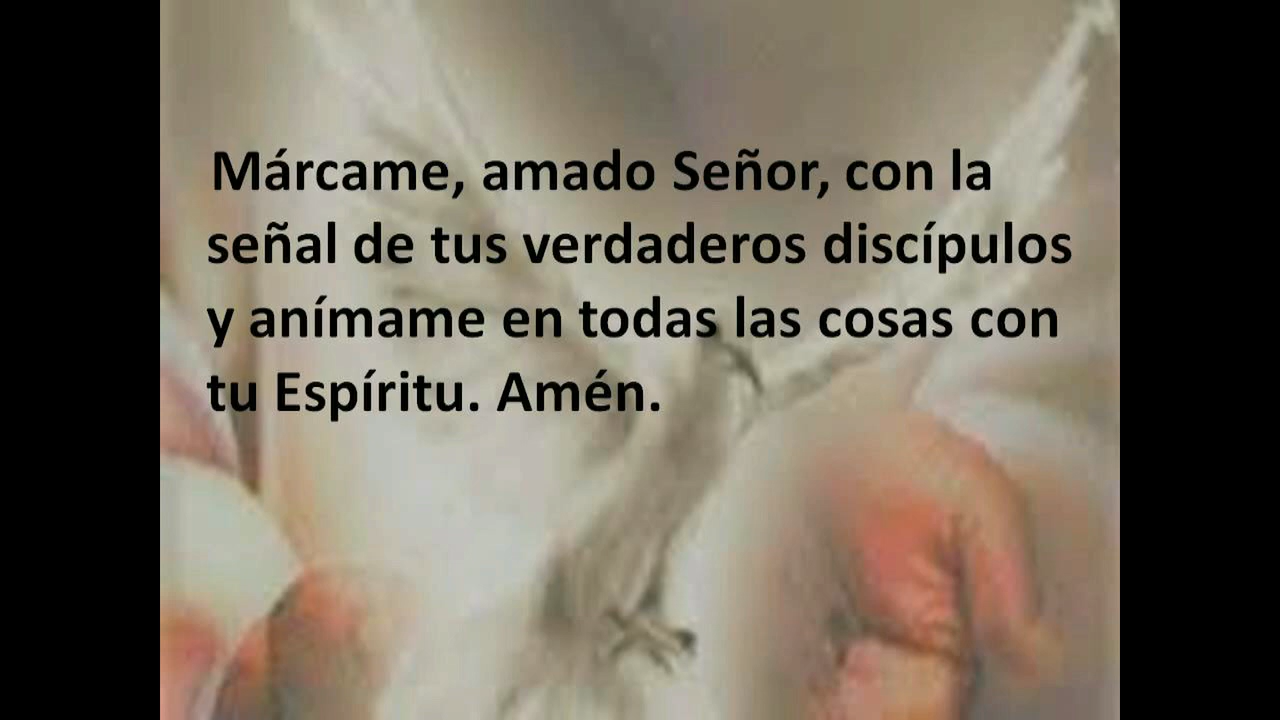 Márcame, amado Señor, con la
señal de tus verdaderos discípulos
y anímame en todas las cosas con
tu Espíritu. Amén.